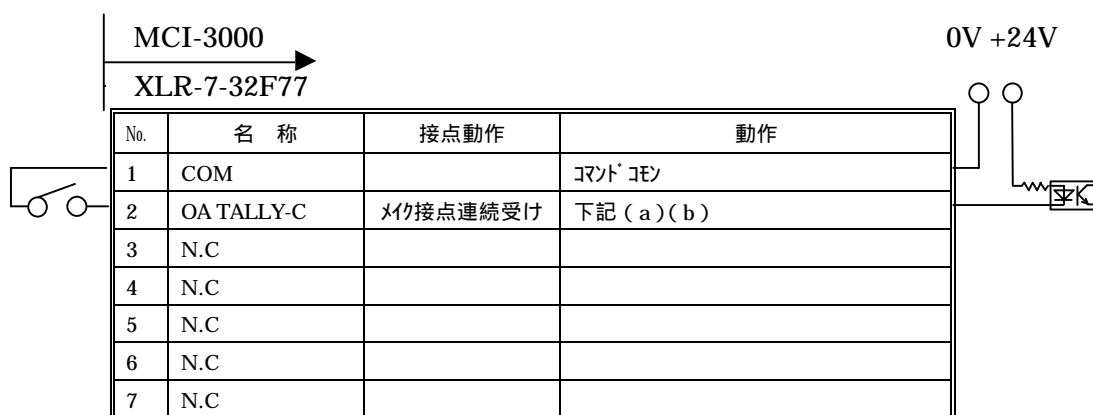 MCI-3000
0V +24V
XLR-7-32F77
No. 名 称 接点動作 動作
1 COM ｺﾏﾝﾄﾞｺﾓﾝ
2 OA TALLY-C ﾒｲｸ接点連続受け 下記（a）（b）
3 N.C
4 N.C
5 N.C
6 N.C
7 N.C